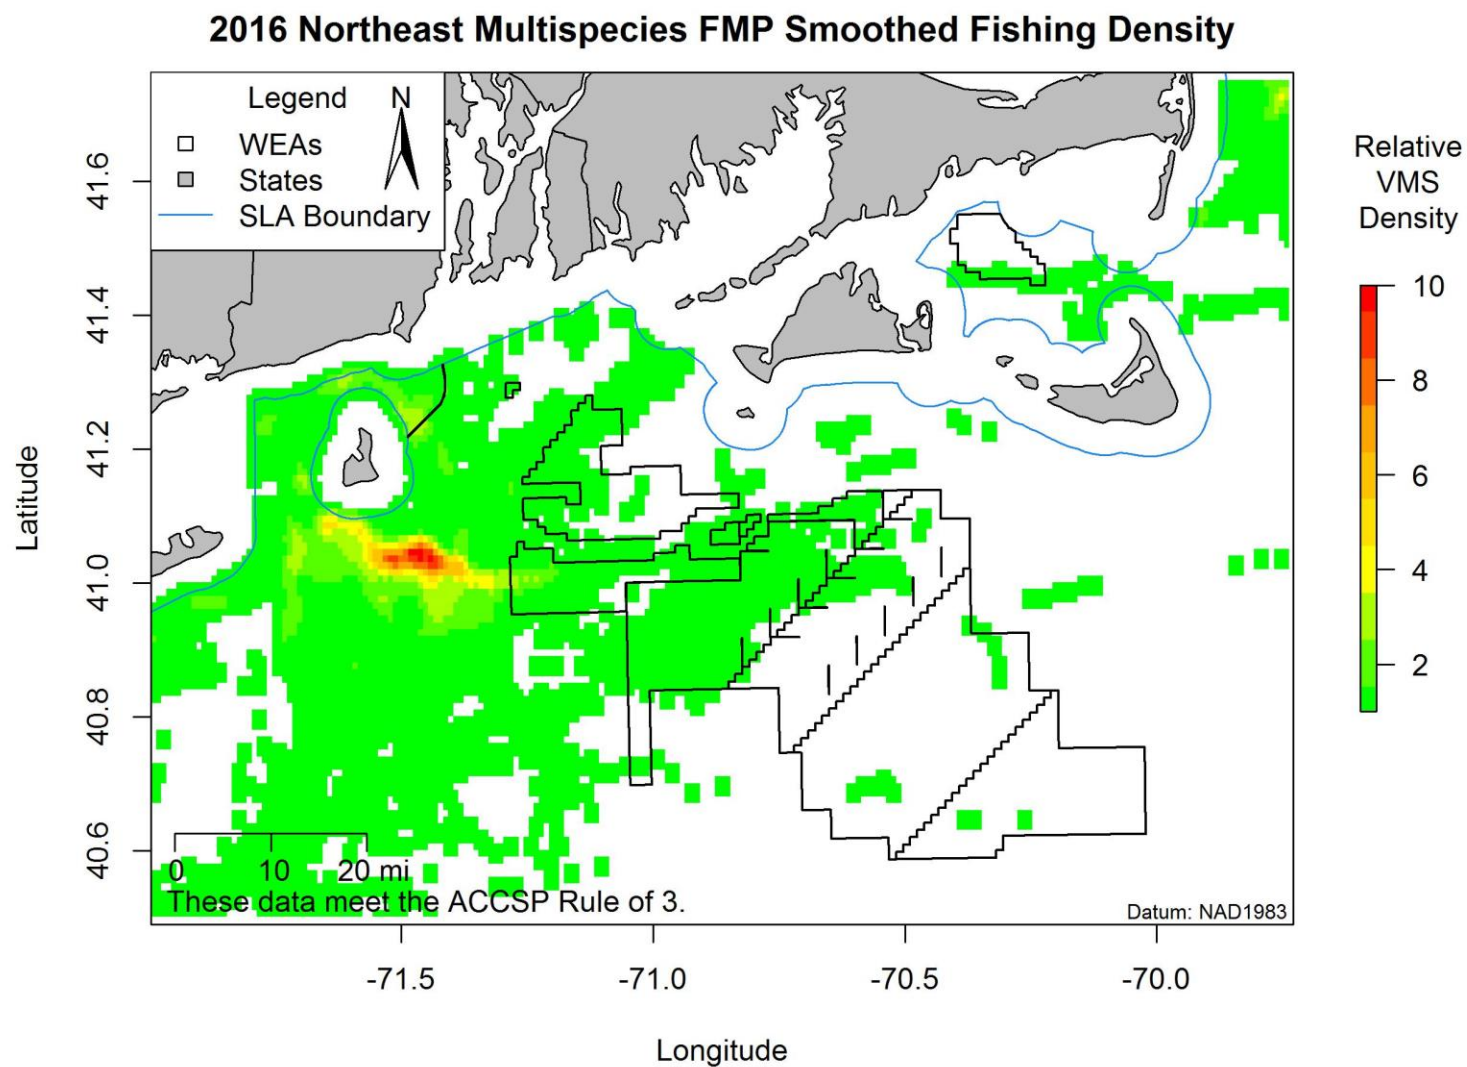 2016 Northeast Multispecies FMP Smoothed Fishing Density
Legend
N
WEAs
States
SLA Boundary
Relative
VMS
Density
10
8
6
4
2
Latitude
41.6
41.4
41.2
41.0
40.8
40.6
0 10 20 mi
These data meet the ACCSP Rule of 3.
Datum: NAD1983
-71.5 -71.0 -70.5 -70.0
Longitude